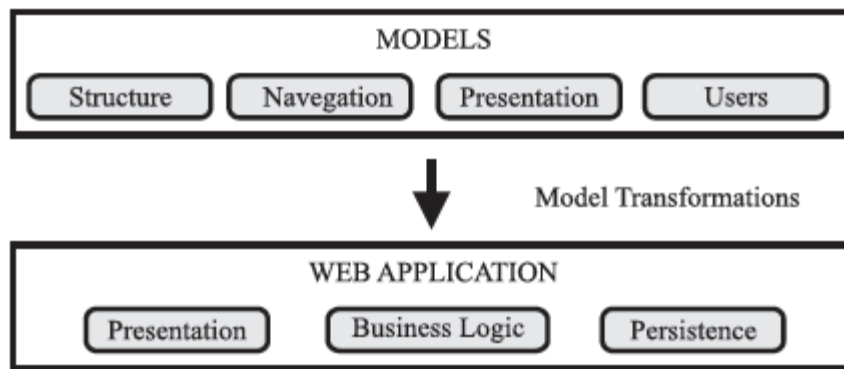 MODELS
Structure Navegation Presentation Users
Model Transformations
WEB APPLICATION
Presentation Business Logic Persistence